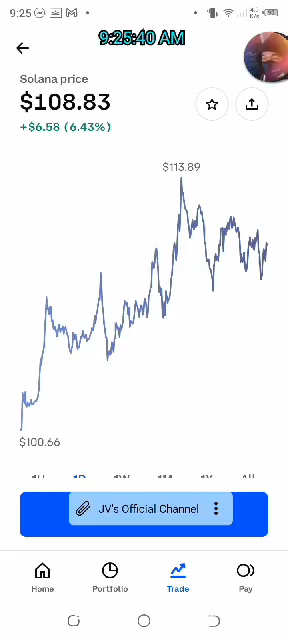 9:25
9:25:40 AM
Solana price
$108.83
+$6.58 (6.43%)
$113.89
$100.66
1H 1D 1W 1M 1Y All
JV's Official Channel
Home Portfolio Trade Pay